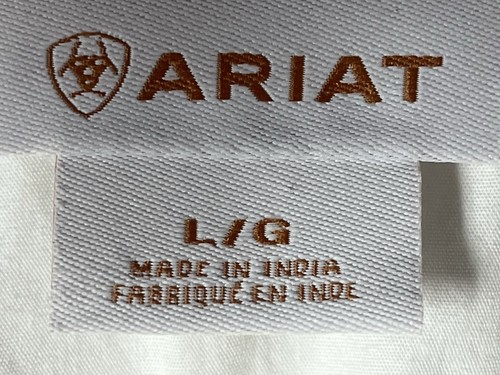 ARIAT
L/G
MADE IN INDIA
FABRIQUÉ EN INDE